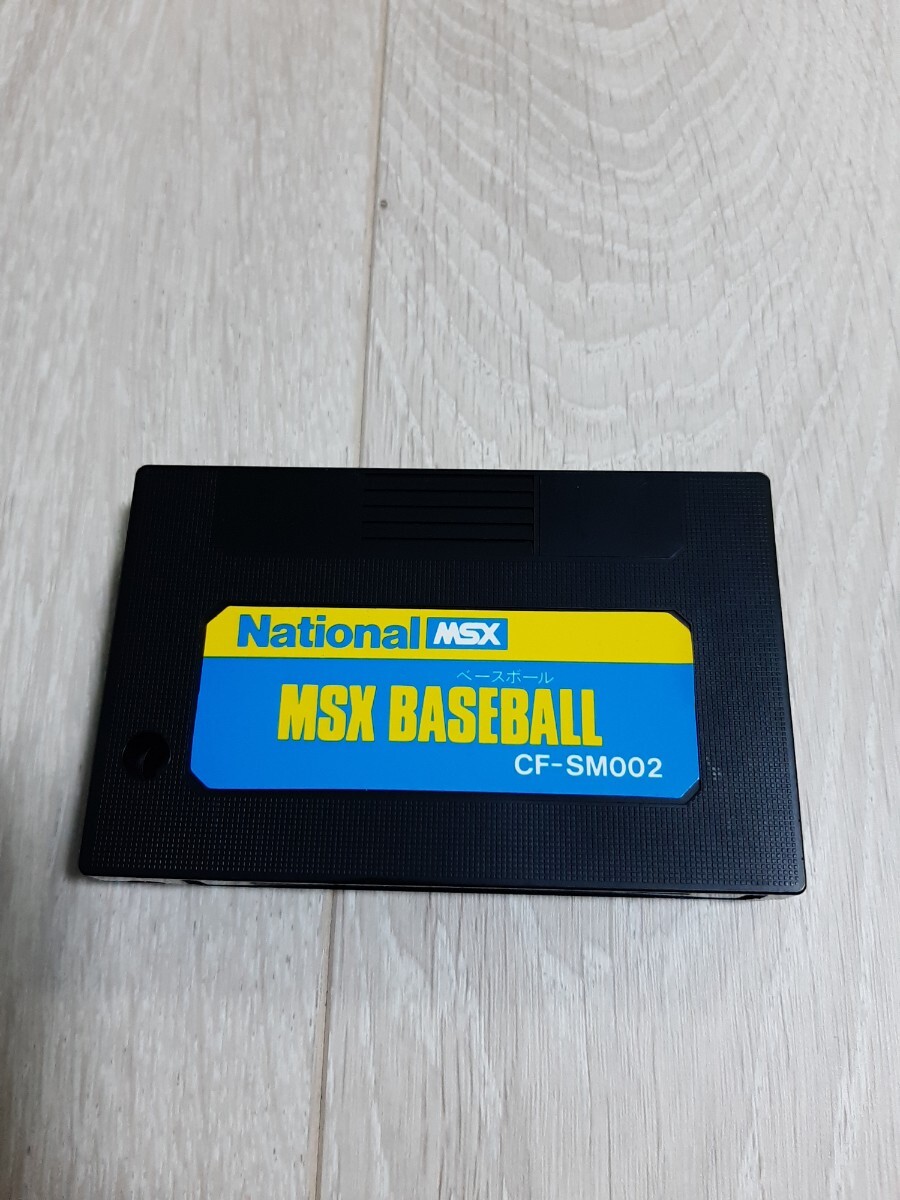 National MSX
ベースボール
MSX BASEBALL
CF-SM002